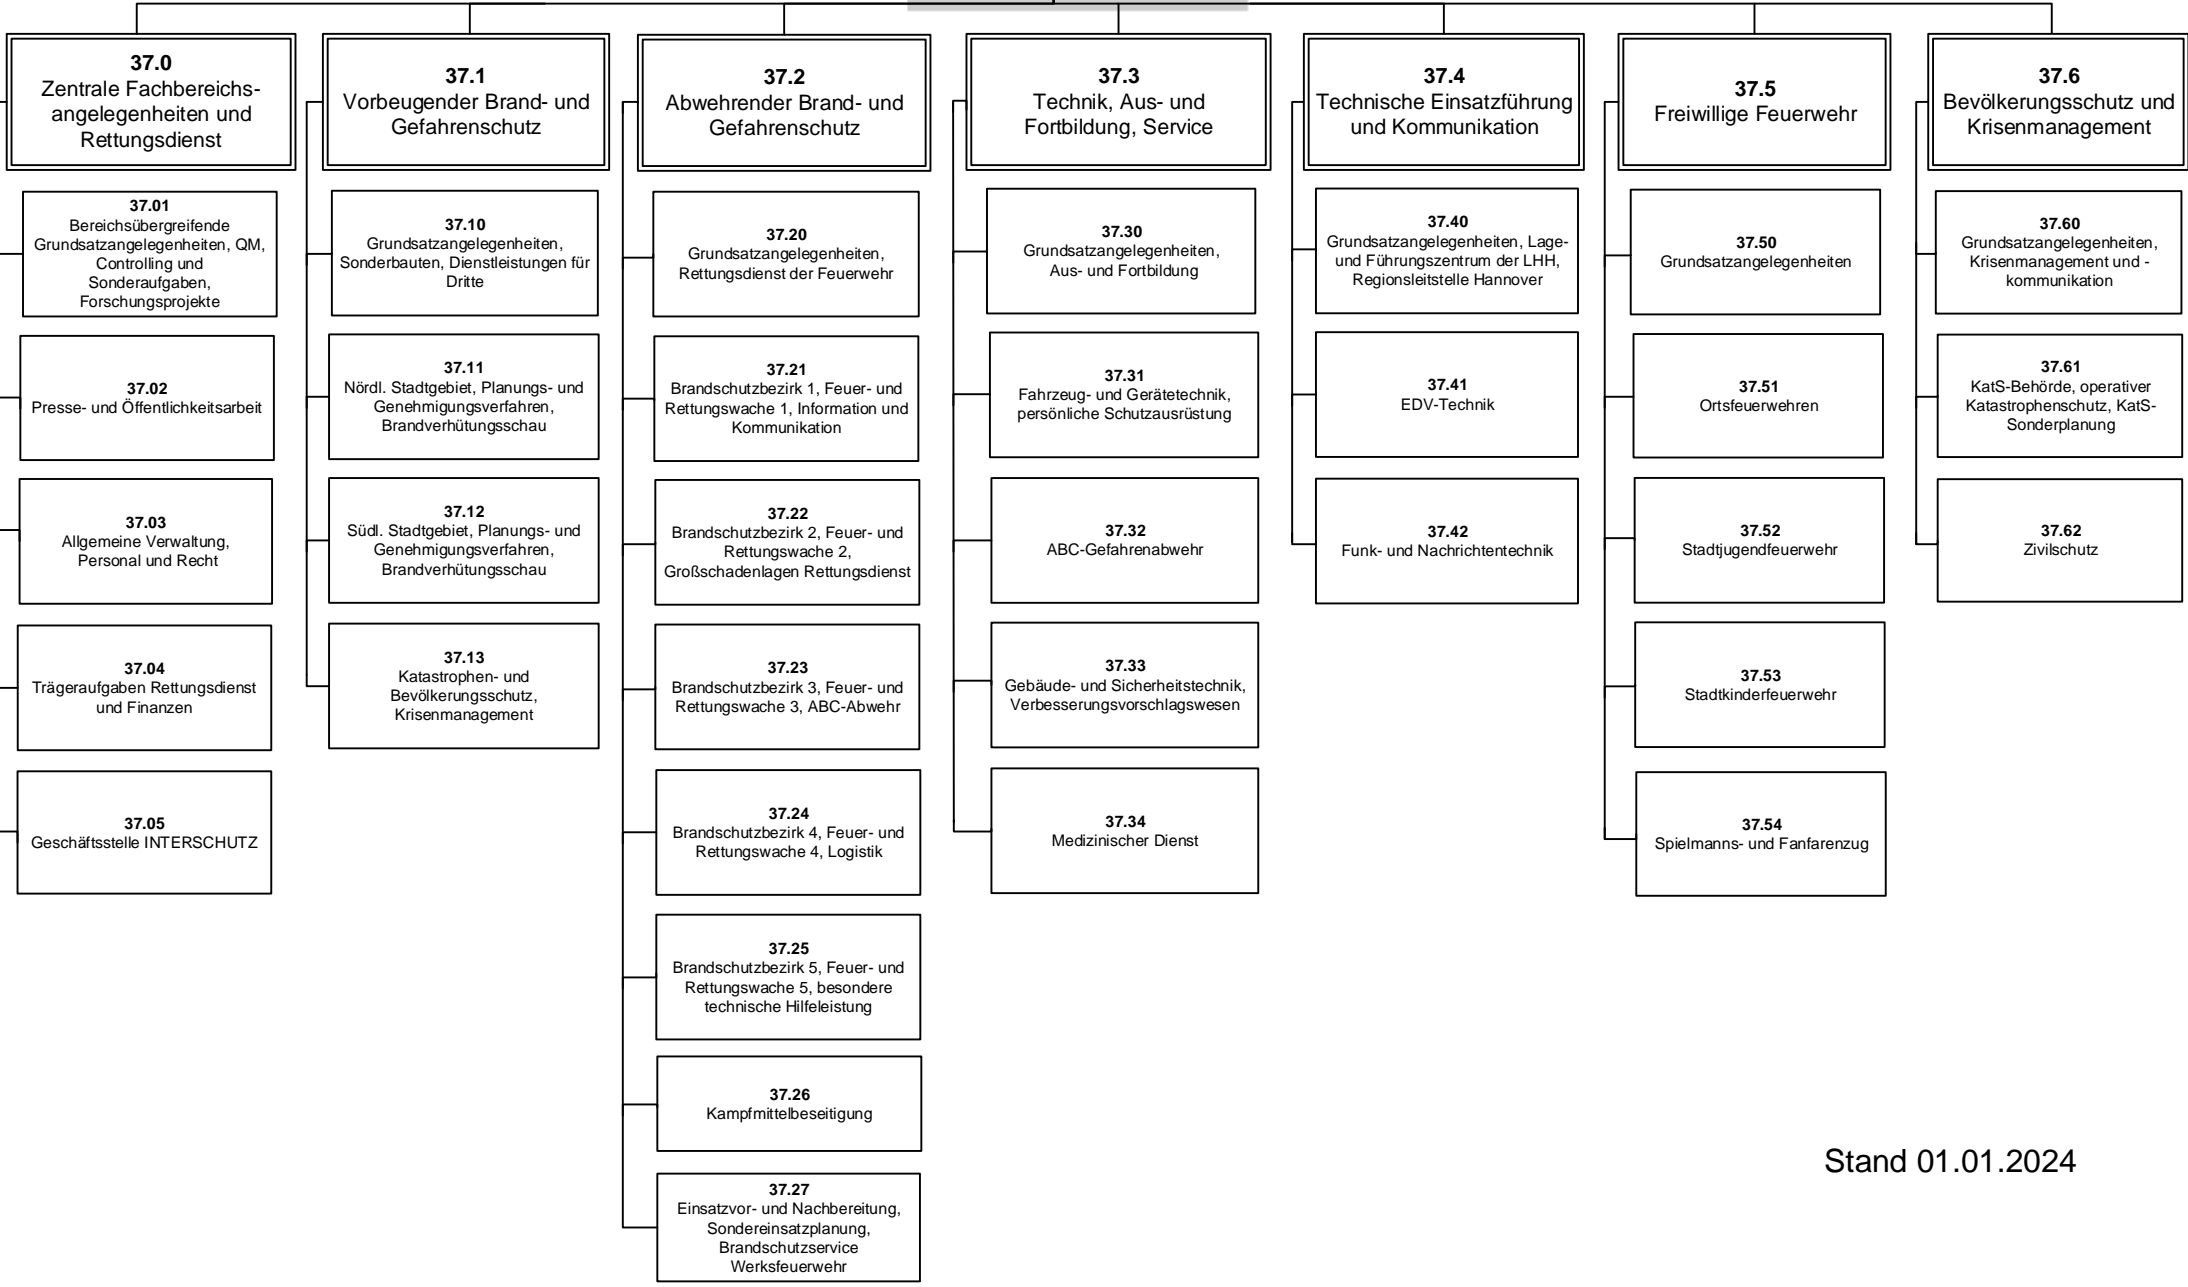 37.0
Zentrale Fachbereichs-
angelegenheiten und
Rettungsdienst
37.01
Bereichsübergreifende
Grundsatzangelegenheiten, QM,
Controlling und
Sonderaufgaben,
Forschungsprojekte
37.02
Presse- und Öffentlichkeitsarbeit
37.03
Allgemeine Verwaltung,
Personal und Recht
37.04
Trägeraufgaben Rettungsdienst
und Finanzen
37.05
Geschäftsstelle INTERSCHUTZ
37.1
Vorbeugender Brand- und
Gefahrenschutz
37.10
Grundsatzangelegenheiten,
Sonderbauten, Dienstleistungen für
Dritte
37.11
Nördl. Stadtgebiet, Planungs- und
Genehmigungsverfahren,
Brandverhütungsschau
37.12
Südl. Stadtgebiet, Planungs- und
Genehmigungsverfahren,
Brandverhütungsschau
37.13
Katastrophen- und
Bevölkerungsschutz,
Krisenmanagement
37.2
Abwehrender Brand- und
Gefahrenschutz
37.20
Grundsatzangelegenheiten,
Rettungsdienst der Feuerwehr
37.21
Brandschutzbezirk 1, Feuer- und
Rettungswache 1, Information und
Kommunikation
37.22
Brandschutzbezirk 2, Feuer- und
Rettungswache 2,
Großschadenlagen Rettungsdienst
37.23
Brandschutzbezirk 3, Feuer- und
Rettungswache 3, ABC-Abwehr
37.24
Brandschutzbezirk 4, Feuer- und
Rettungswache 4, Logistik
37.25
Brandschutzbezirk 5, Feuer- und
Rettungswache 5, besondere
technische Hilfeleistung
37.26
Kampfmittelbeseitigung
37.27
Einsatzvor- und Nachbereitung,
Sondereinsatzplanung,
Brandschutzservice
Werksfeuerwehr
37.3
Technik, Aus- und
Fortbildung, Service
37.30
Grundsatzangelegenheiten,
Aus- und Fortbildung
37.31
Fahrzeug- und Gerätetechnik,
persönliche Schutzausrüstung
37.32
ABC-Gefahrenabwehr
37.33
Gebäude- und Sicherheitstechnik,
Verbesserungsvorschlagswesen
37.34
Medizinischer Dienst
37.4
Technische Einsatzführung
und Kommunikation
37.40
Grundsatzangelegenheiten, Lage-
und Führungszentrum der LHH,
Regionsleitstelle Hannover
37.41
EDV-Technik
37.42
Funk- und Nachrichtentechnik
37.5
Freiwillige Feuerwehr
37.50
Grundsatzangelegenheiten
37.51
Ortsfeuerwehren
37.52
Stadtjugendfeuerwehr
37.53
Stadtkinderfeuerwehr
37.54
Spielmanns- und Fanfarenzug
37.6
Bevölkerungsschutz und
Krisenmanagement
37.60
Grundsatzangelegenheiten,
Krisenmanagement und -
kommunikation
37.61
KatS-Behörde, operativer
Katastrophenschutz, KatS-
Sonderplanung
37.62
Zivilschutz
Stand 01.01.2024